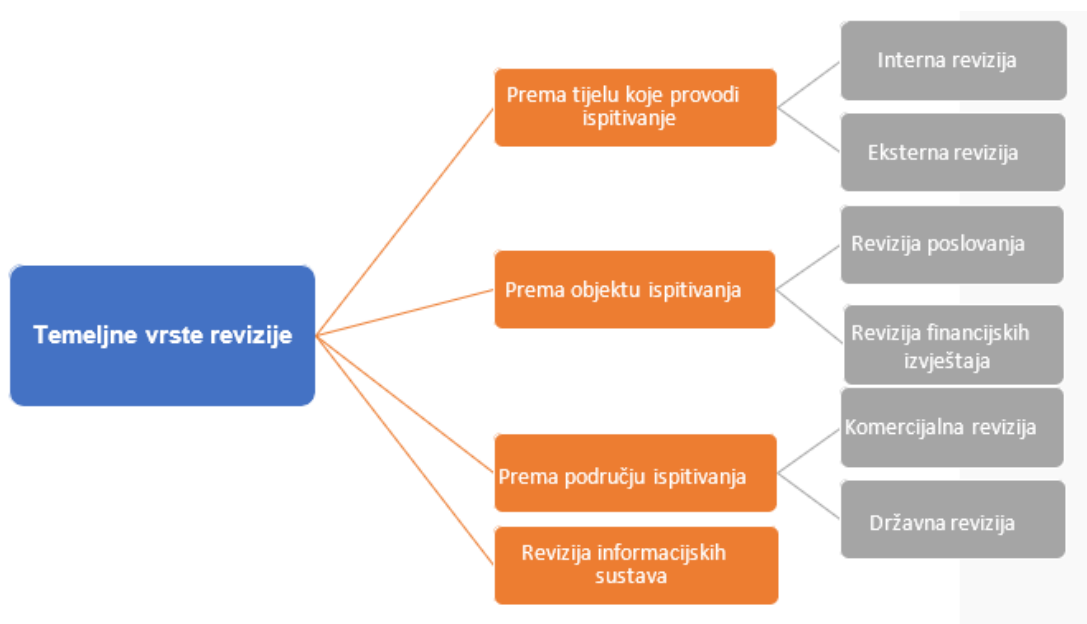 Temeljne vrste revizije
Prema tijelu koje provodi
ispitivanje
Interna revizija
Eksterna revizija
Prema objektu ispitivanja
Revizija poslovanja
Revizija financijskih
izvještaja
Prema području ispitivanja
Komercijalna revizija
Državna revizija
Revizija informacijskih
sustava